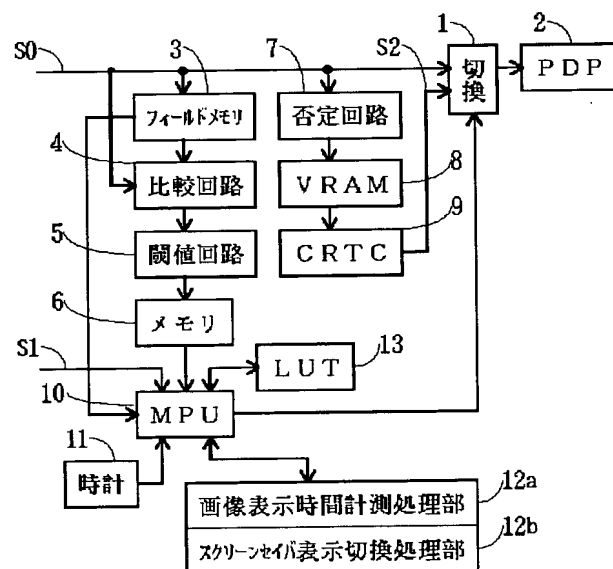 S0
3
7
S2
1
2
切換
PDP
フィールドメモリ
否定回路
4
8
比較回路
VRAM
9
5
閾値回路
CRTC
6
メモリ
S1
13
LUT
10
MPU
11
時計
12a
画像表示時間計測処理部
12b
スクリーンセイバ表示切換処理部